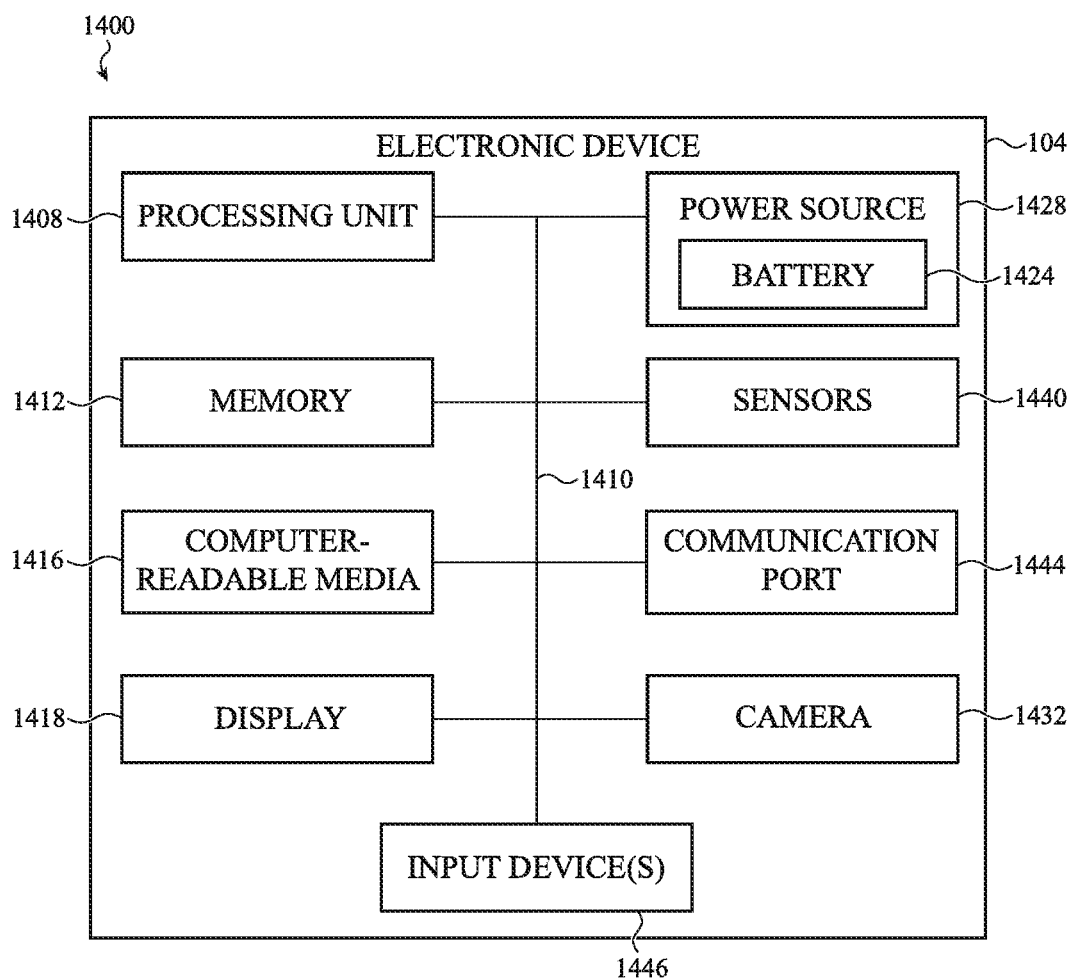 1400
ELECTRONIC DEVICE
104
1408
PROCESSING UNIT
POWER SOURCE
1428
BATTERY
1424
1412
MEMORY
SENSORS
1440
1410
1416
COMPUTER-
READABLE MEDIA
COMMUNICATION
PORT
1444
1418
DISPLAY
CAMERA
1432
INPUT DEVICE(S)
1446